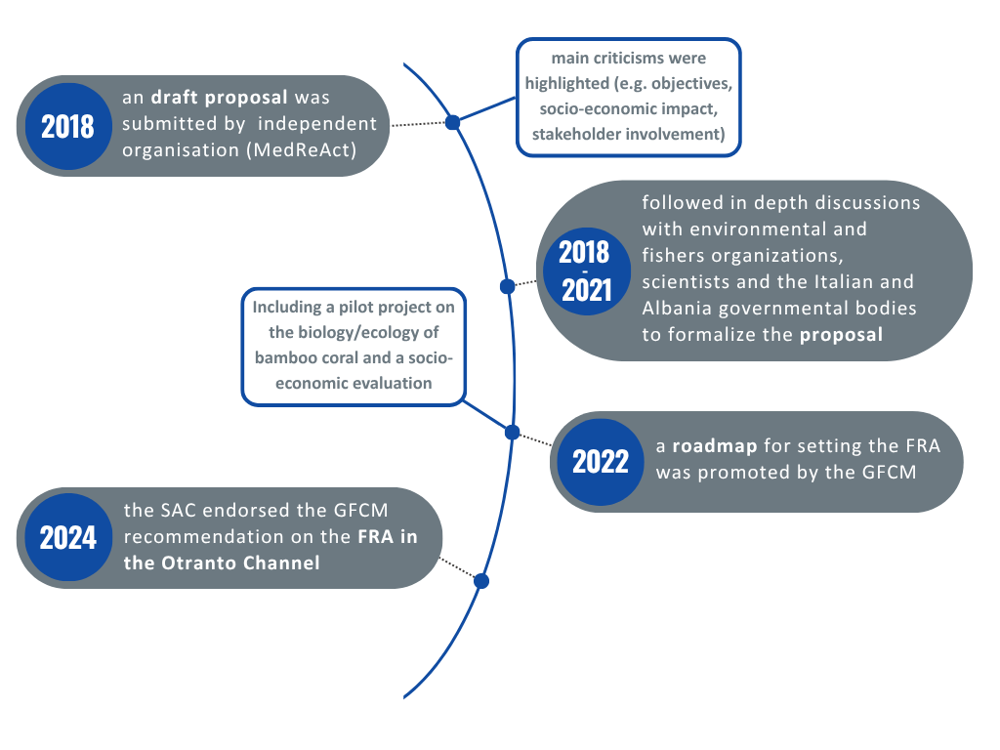 2018
an draft proposal was
submitted by independent
organisation (MedReAct)
main criticisms were
highlighted (e.g. objectives,
socio-economic impact,
stakeholder involvement)
2018
-
2021
followed in depth discussions
with environmental and
fishers organizations,
scientists and the Italian and
Albania governmental bodies
to formalize the proposal
Including a pilot project on
the biology/ecology of
bamboo coral and a socio-
economic evaluation
2022
a roadmap for setting the FRA
was promoted by the GFCM
2024
the SAC endorsed the GFCM
recommendation on the FRA in
the Otranto Channel